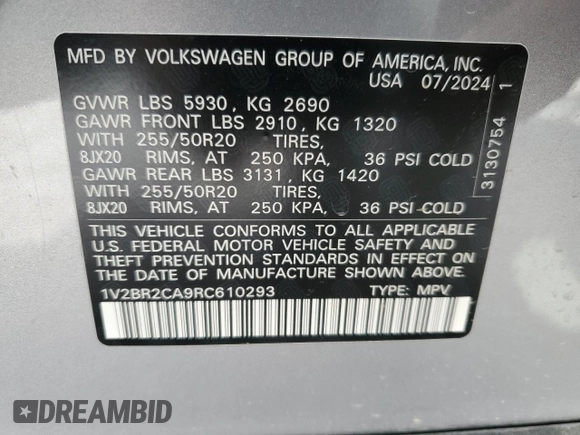 MFD BY VOLKSWAGEN GROUP OF AMERICA, INC.
USA 07/2024
GVWR LBS 5930, KG 2690
GAWR FRONT LBS 2910, KG 1320
WITH 255/50R20 TIRES,
8JX20 RIMS, AT 250 KPA, 36 PSI COLD
GAWR REAR LBS 3131, KG 1420
WITH 255/50R20 TIRES,
8JX20 RIMS, AT 250 KPA, 36 PSI COLD
THIS VEHICLE CONFORMS TO ALL APPLICABLE
U.S. FEDERAL MOTOR VEHICLE SAFETY AND
THEFT PREVENTION STANDARDS IN EFFECT ON THE
DATE OF MANUFACTURE SHOWN ABOVE.
1V2BR2CA9RC610293 TYPE: MPV
3130754 1
DREAMBID